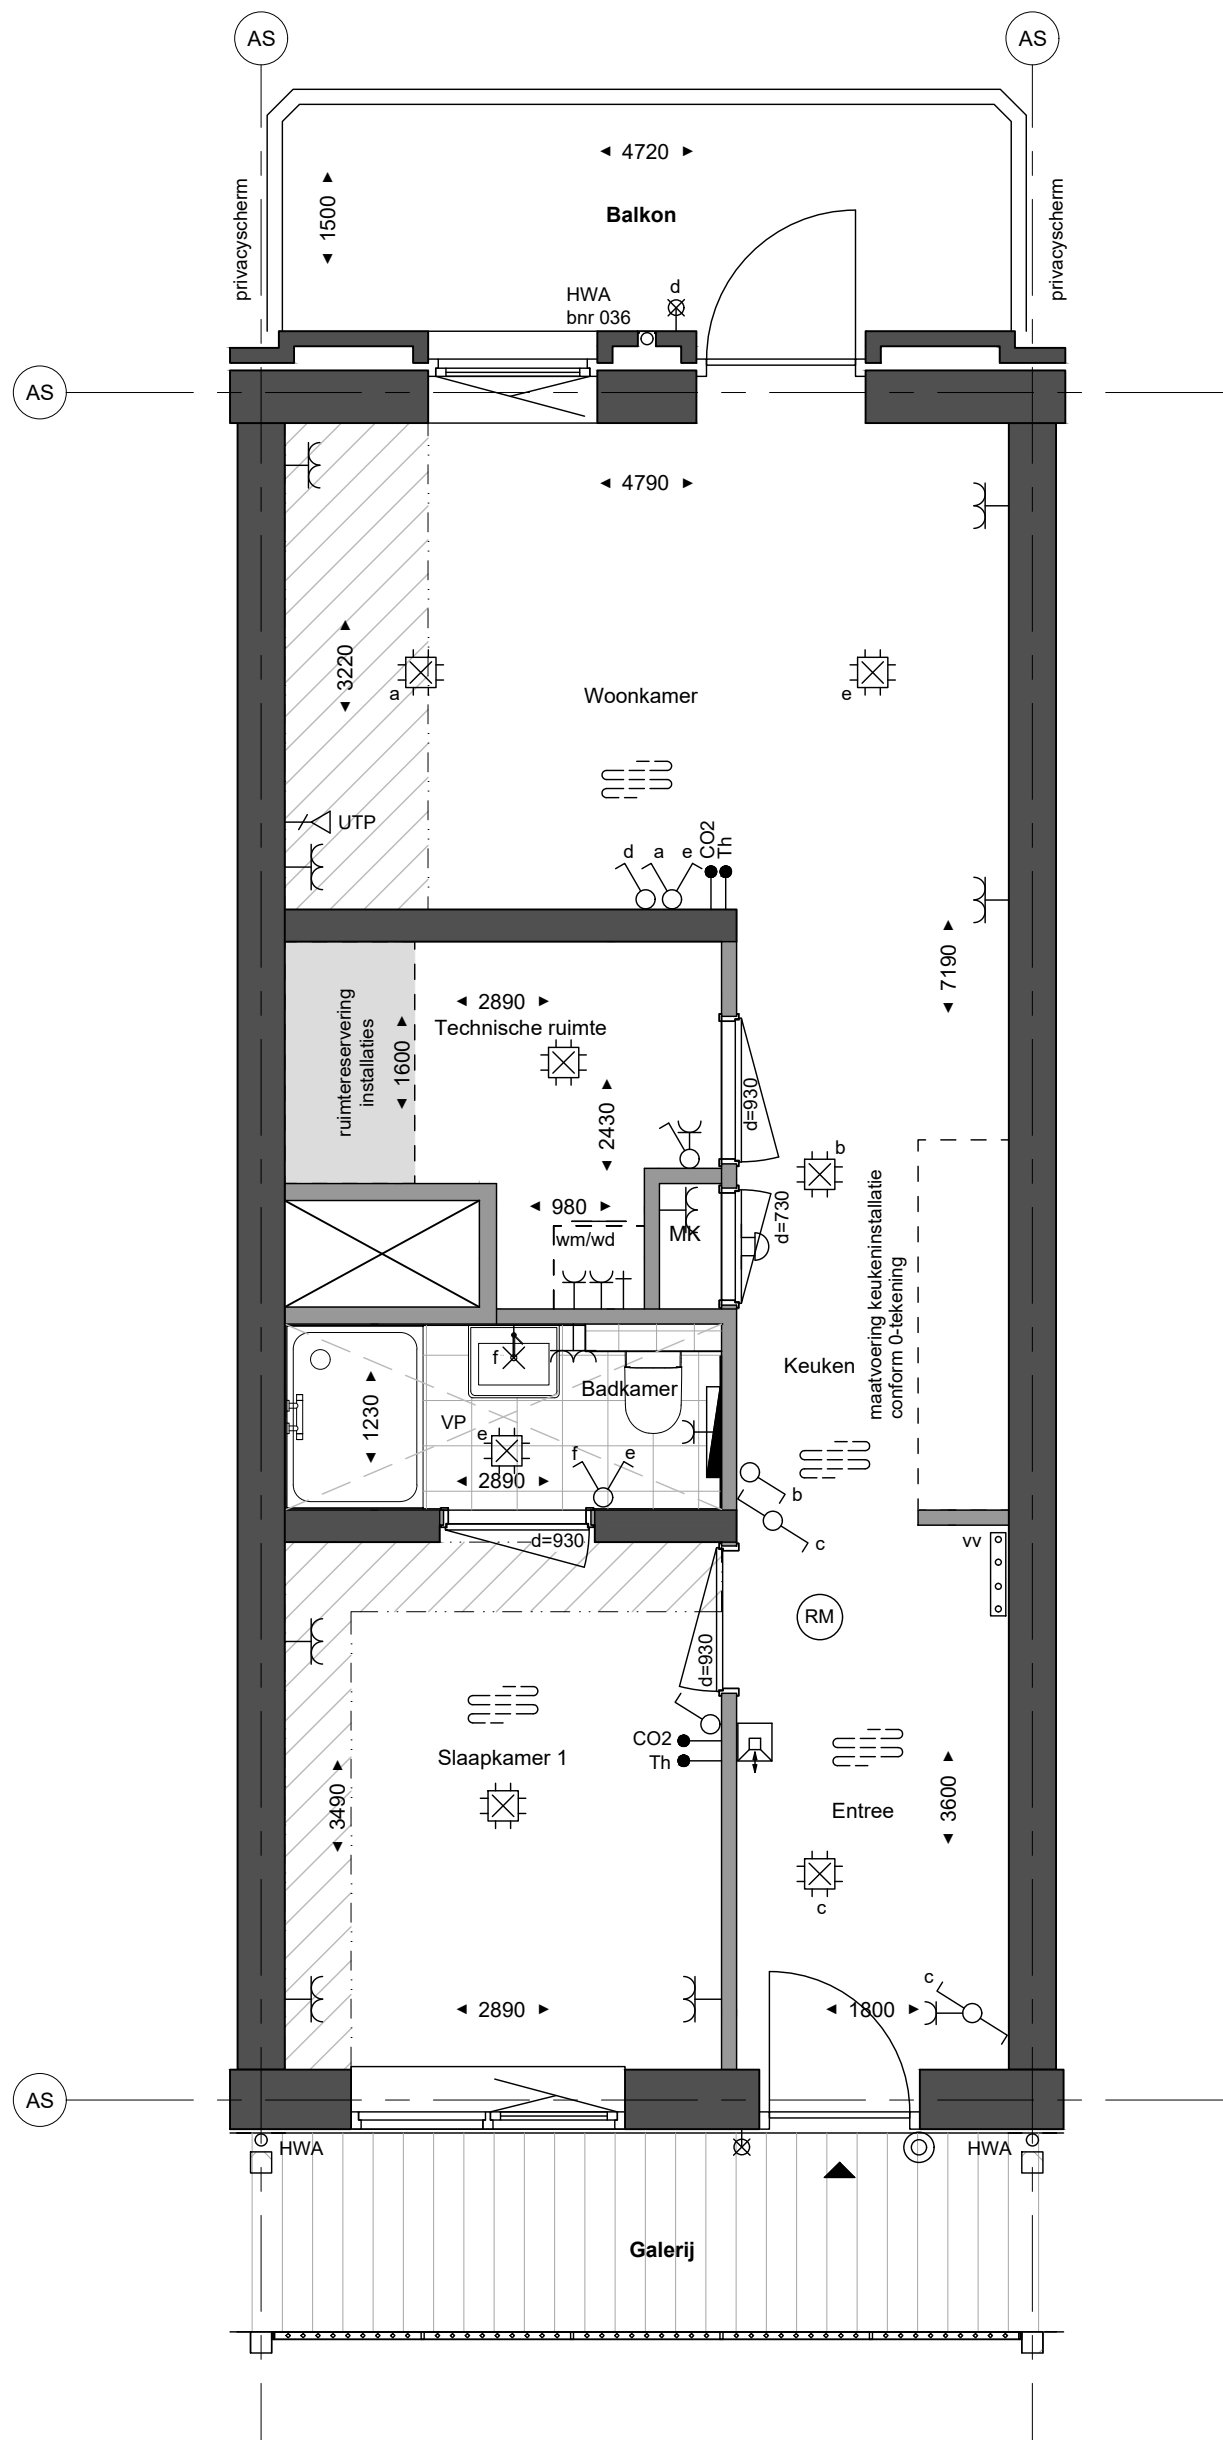 AS
AS
4720
1500
Balkon
privacyscherm
privacyscherm
HWA
bnr 036
d
AS
4790
3220
a
e
Woonkamer
UTP
d
a
e
CO2
Th
7190
ruimtereservering
installaties
1600
2890
Technische ruimte
2430
d=930
b
980
wm/wd
MK
d=730
maatvoering keukeninstallatie
conform 0-tekening
Keuken
f
Badkamer
1230
VP
e
2890
f
e
b
c
d=930
vv
RM
d=930
CO2
Th
Slaapkamer 1
3490
Entree
3600
c
c
2890
1800
AS
HWA
HWA
Galerij